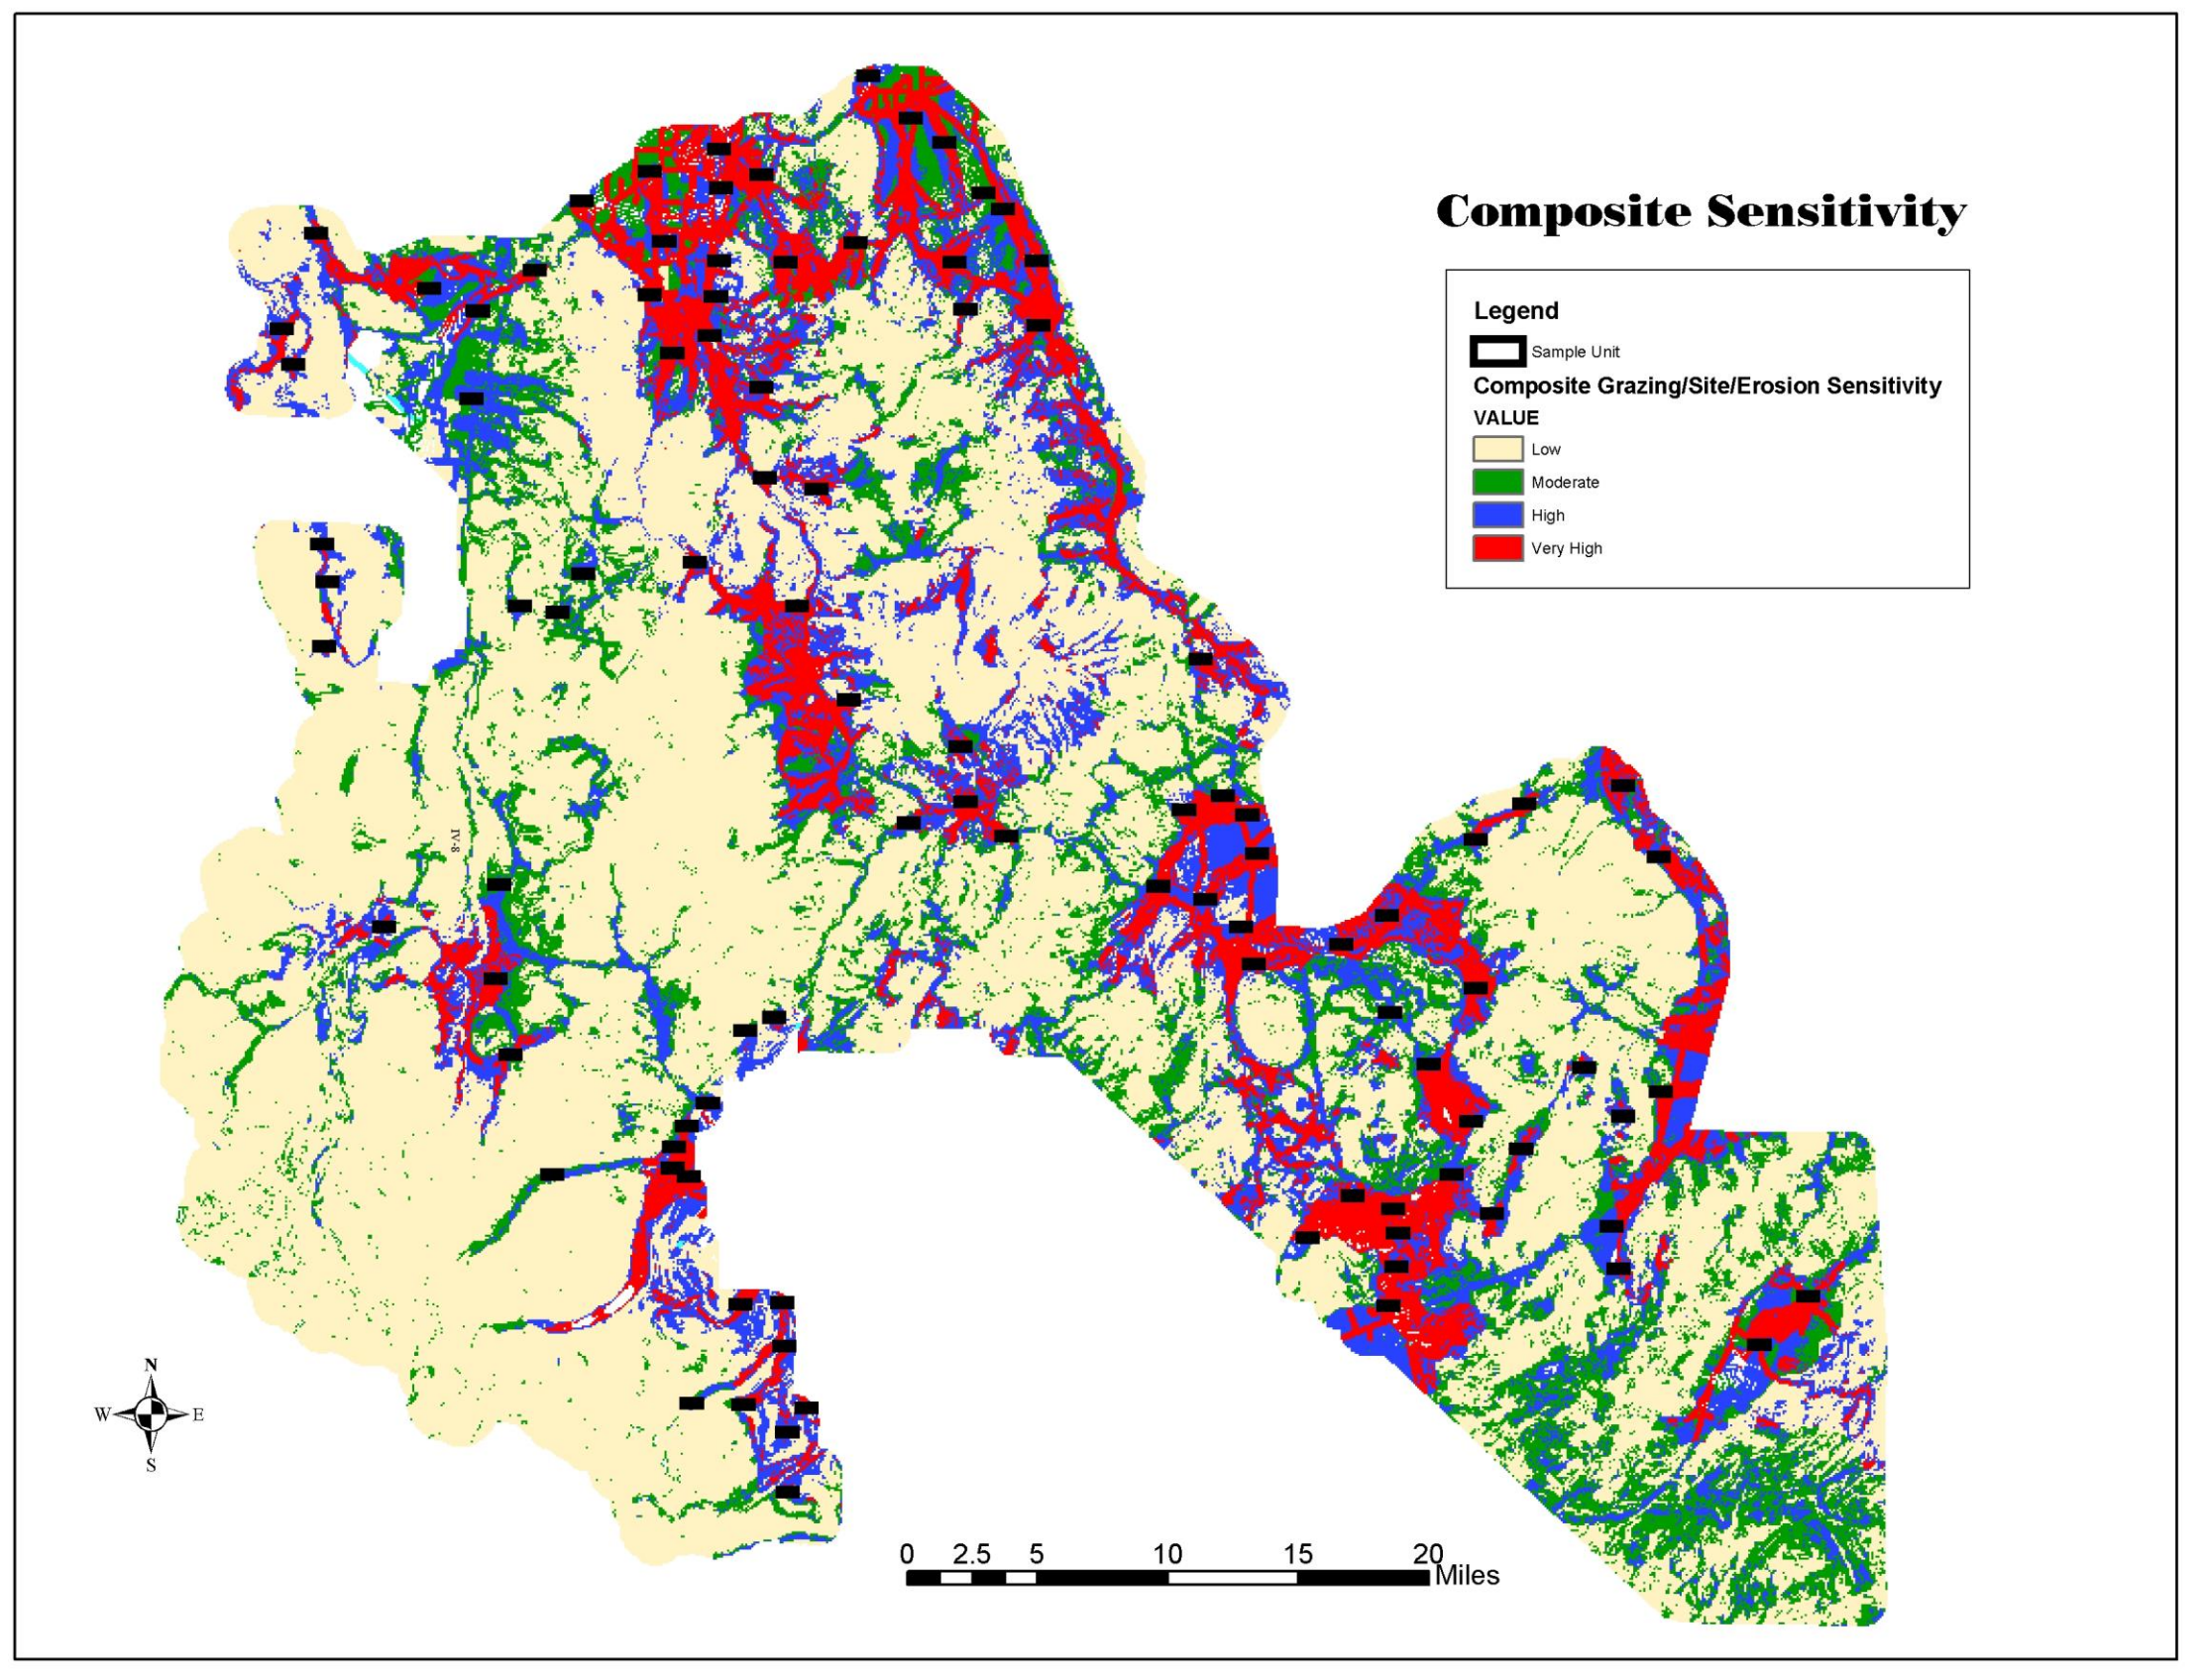 Composite Sensitivity
Legend
Sample Unit
Composite Grazing/Site/Erosion Sensitivity
VALUE
Low
Moderate
High
Very High
IV-8
N
W E
S
0 2.5 5 10 15 20
Miles